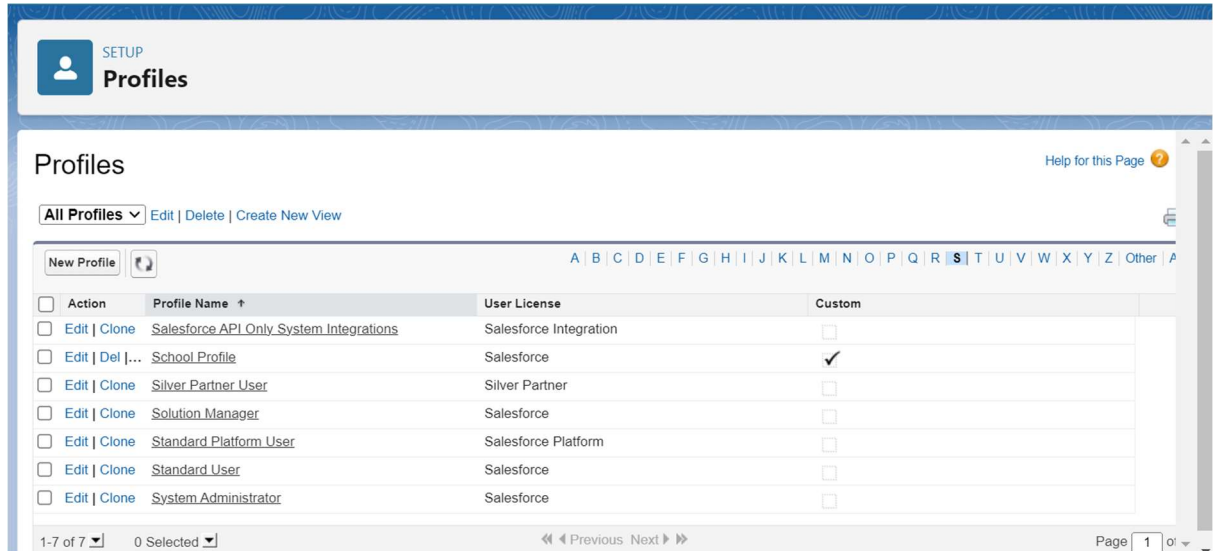 SETUP
Profiles
Profiles
Help for this Page ?
All Profiles Edit | Delete | Create New View
New Profile A | B | C | D | E | F | G | H | I | J | K | L | M | N | O | P | Q | R | S | T | U | V | W | X | Y | Z | Other | A
Action Profile Name ↑ User License Custom
Edit | Clone Salesforce API Only System Integrations Salesforce Integration
Edit | Del |... School Profile Salesforce ✓
Edit | Clone Silver Partner User Silver Partner
Edit | Clone Solution Manager Salesforce
Edit | Clone Standard Platform User Salesforce Platform
Edit | Clone Standard User Salesforce
Edit | Clone System Administrator Salesforce
1-7 of 7 0 Selected Previous Next Page 1 of